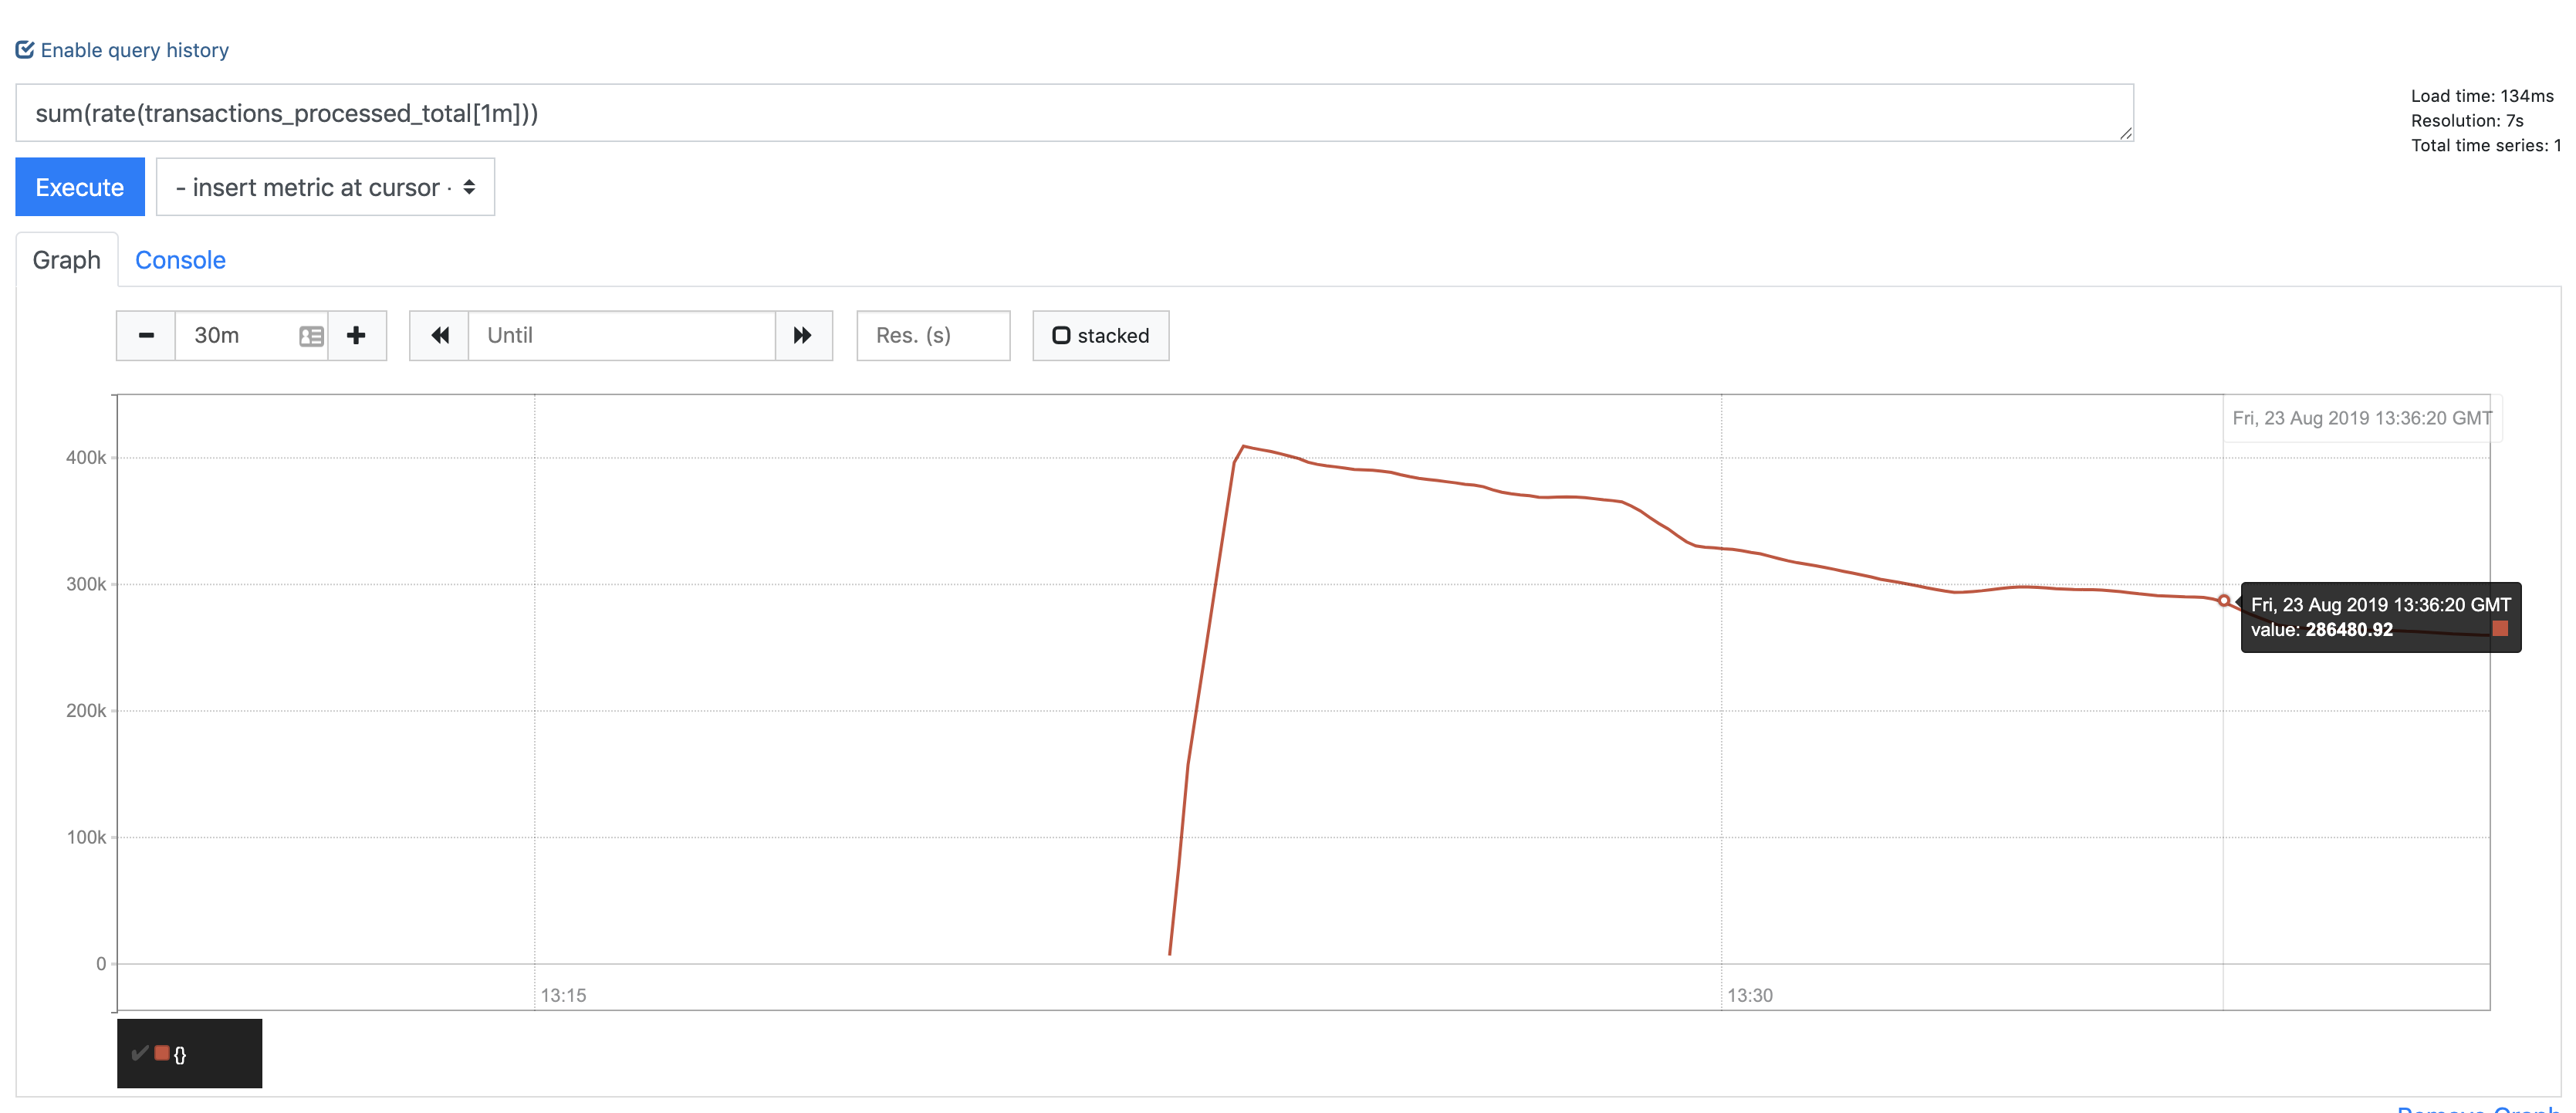 Enable query history
sum(rate(transactions_processed_total[1m]))
Load time: 134ms
Resolution: 7s
Total time series: 1
Execute
- insert metric at cursor ·
Graph
Console
30m
Until
Res. (s)
stacked
Fri, 23 Aug 2019 13:36:20 GMT
400k
300k
Fri, 23 Aug 2019 13:36:20 GMT
value: 286480.92
200k
100k
0
13:15
13:30
{}
Remove Graph